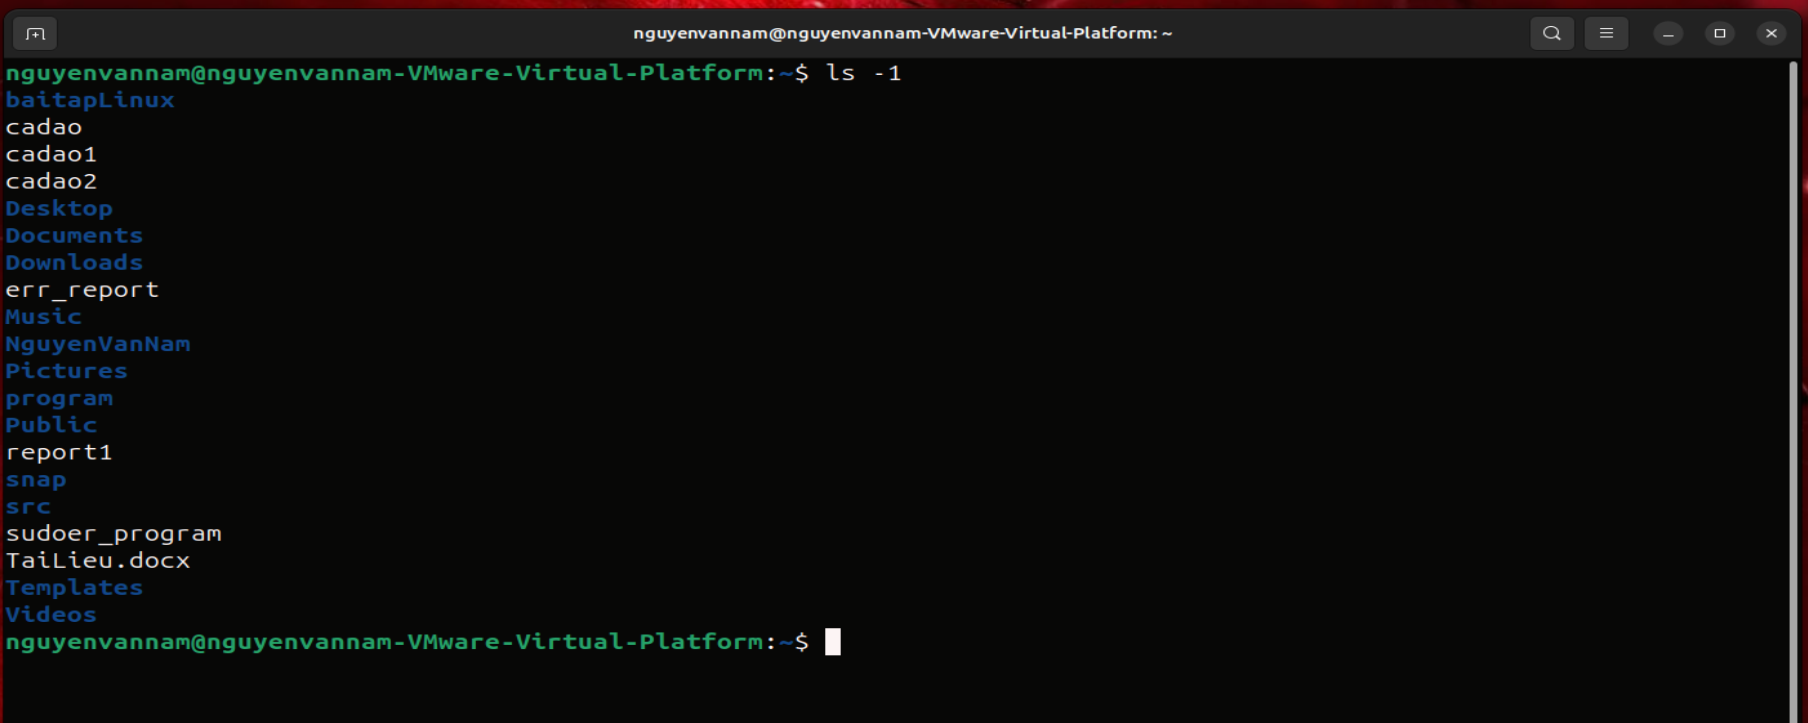 nguyenvannam@nguyenvannam-VMware-Virtual-Platform: ~
nguyenvannam@nguyenvannam-VMware-Virtual-Platform:~$ ls -1
baitapLinux
cadao
cadao1
cadao2
Desktop
Documents
Downloads
err_report
Music
NguyenVanNam
Pictures
program
Public
report1
snap
src
sudoer_program
TaiLieu.docx
Templates
Videos
nguyenvannam@nguyenvannam-VMware-Virtual-Platform:~$